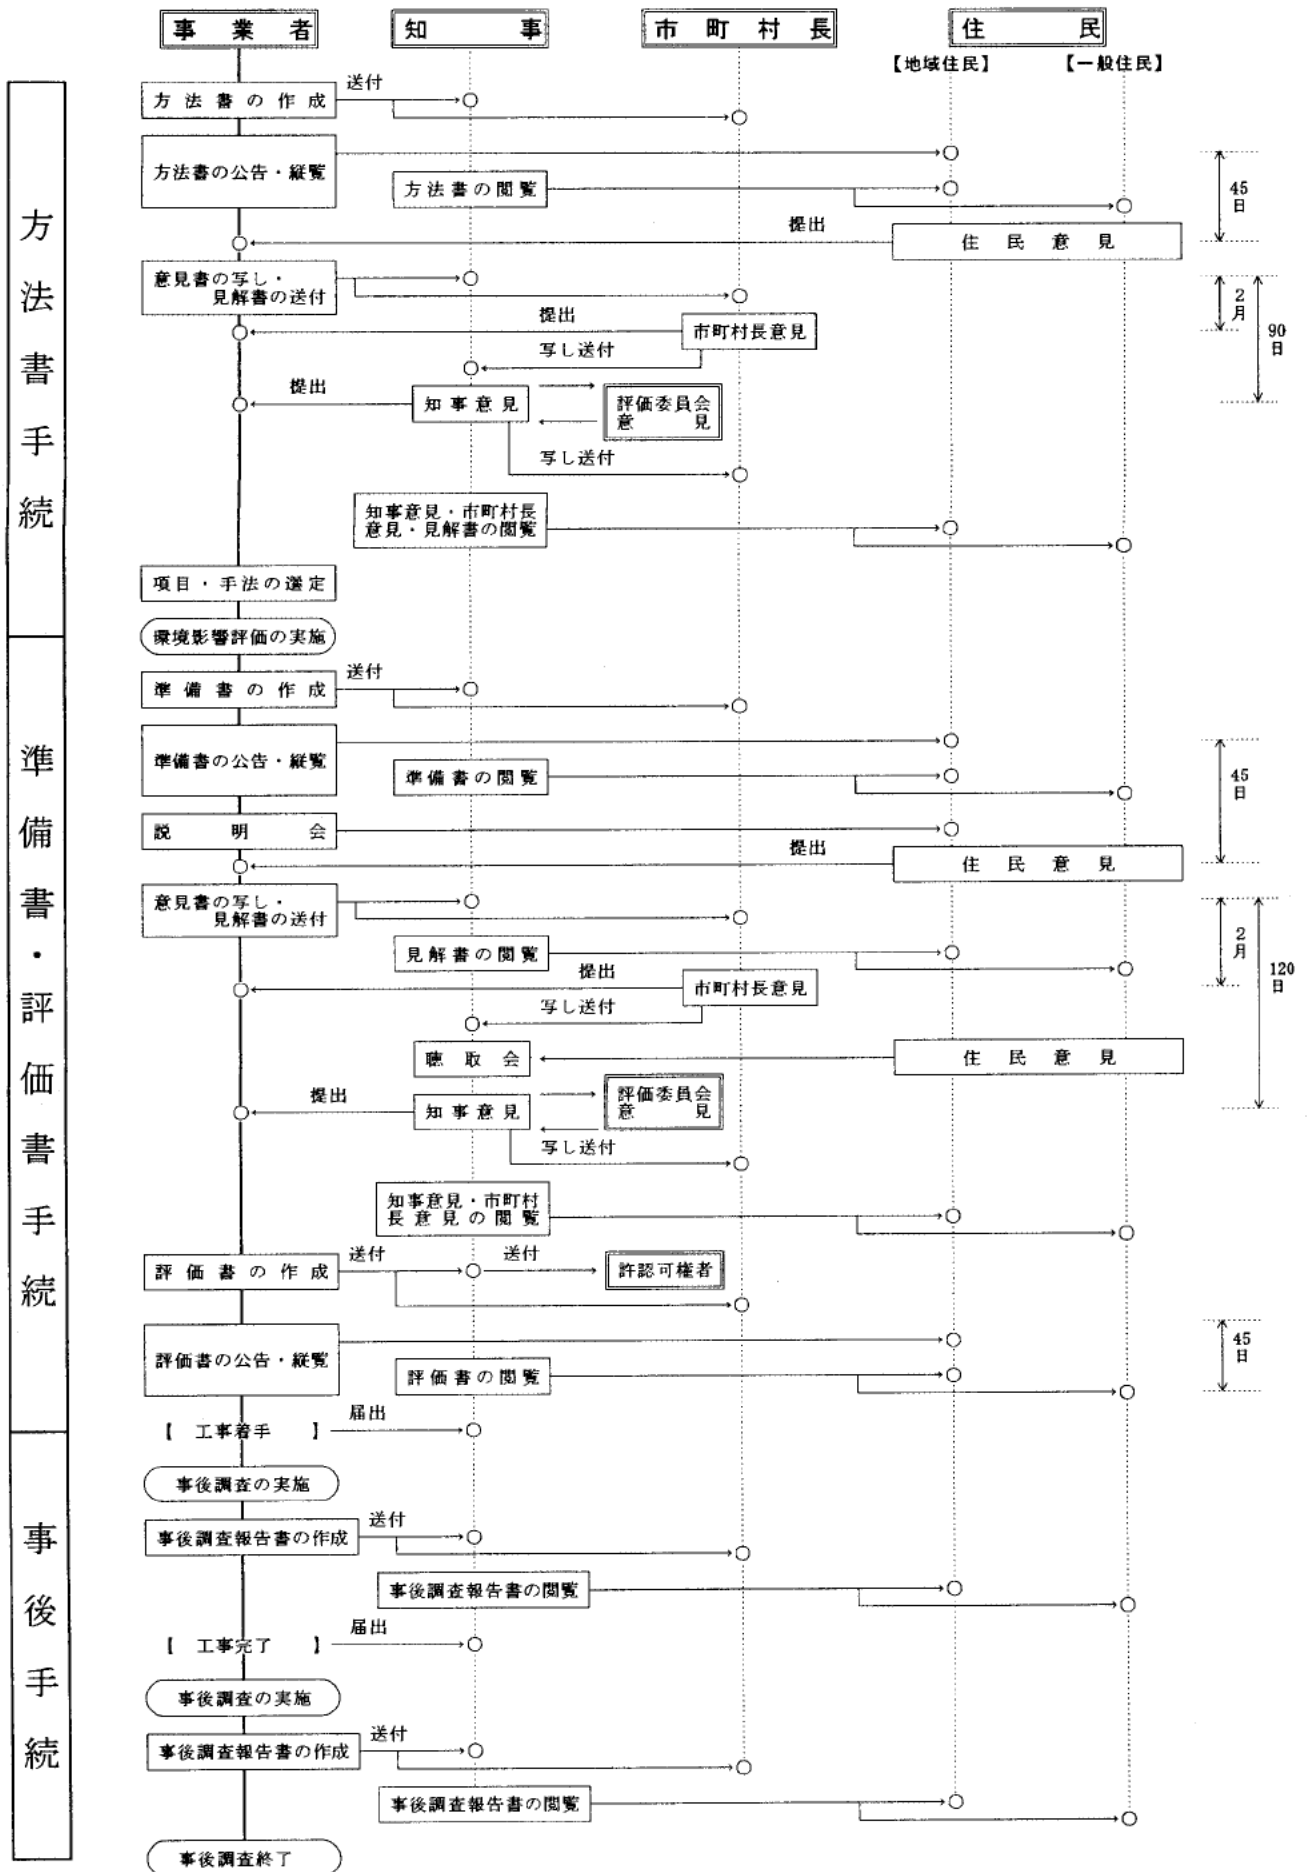 事業者
知事
市町村長
住民
【地域住民】
【一般住民】
方法書手続
方法書の作成
送付
方法書の公告・縦覧
方法書の閲覧
45日
提出
住民意見
意見書の写し・
見解書の送付
2月
90日
提出
市町村長意見
写し送付
提出
知事意見
評価委員会
意見
写し送付
知事意見・市町村長
意見・見解書の閲覧
項目・手法の選定
環境影響評価の実施
準備書・評価書手続
送付
準備書の作成
準備書の公告・縦覧
準備書の閲覧
45日
説明会
提出
住民意見
意見書の写し・
見解書の送付
2月
120日
見解書の閲覧
提出
市町村長意見
写し送付
聴取会
住民意見
提出
知事意見
評価委員会
意見
写し送付
知事意見・市町村
長意見の閲覧
送付
送付
評価書の作成
許認可権者
評価書の公告・縦覧
評価書の閲覧
45日
【工事着手】
届出
事後手続
事後調査の実施
送付
事後調査報告書の作成
事後調査報告書の閲覧
届出
【工事完了】
事後調査の実施
送付
事後調査報告書の作成
事後調査報告書の閲覧
事後調査終了